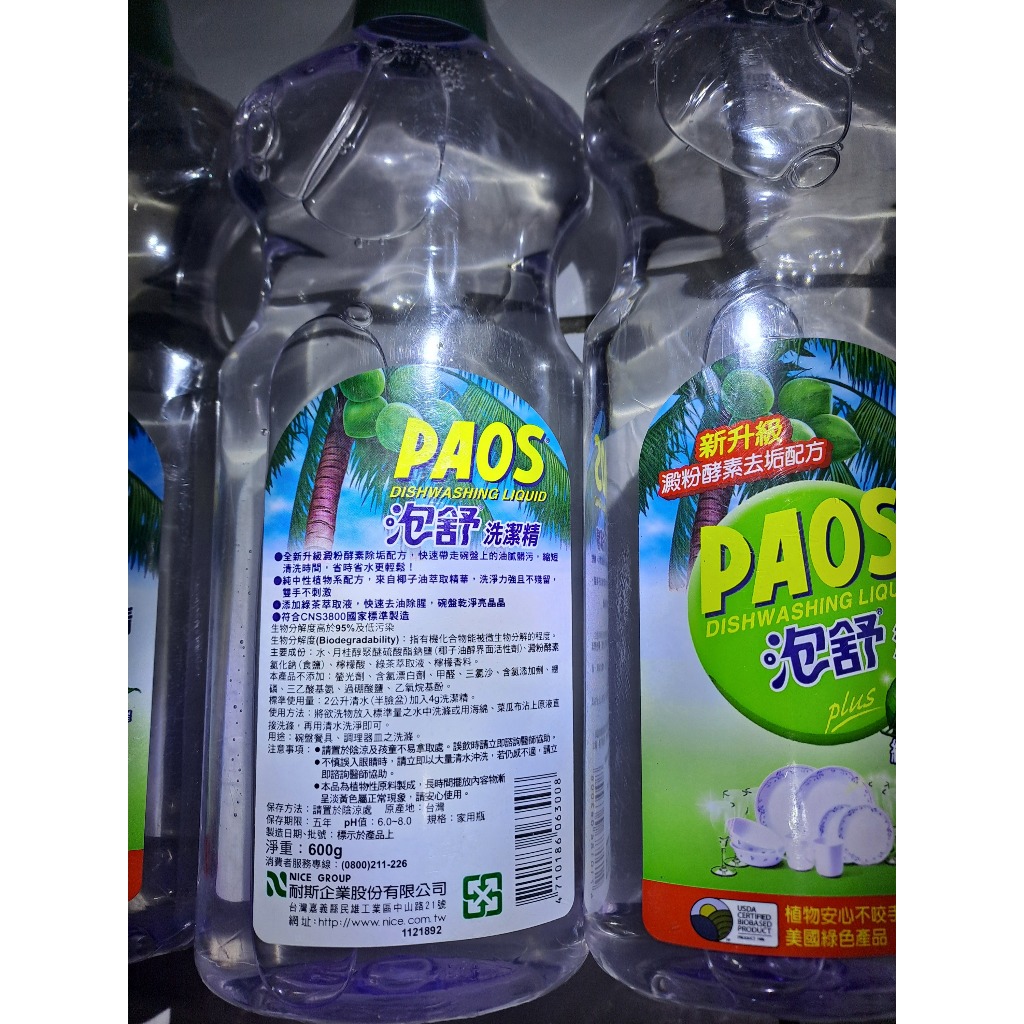 PAOS
DISHWASHING LIQUID
泡舒 洗潔精
●全新升級澱粉酵素除垢配方，快速帶走碗盤上的油膩髒污，縮短
清洗時間，省時省水更輕鬆！
●純中性植物系配方，來自椰子油萃取精華，洗淨力強且不殘留，
雙手不刺激
●添加綠茶萃取液，快速去油除腥，碗盤乾淨亮晶晶
●符合CNS3800國家標準製造
生物分解度高於95%及低污染
生物分解度(Biodegradability)：指有機化合物能被微生物分解的程度。
主要成份：水、月桂醇聚醚硫酸酯鈉鹽(椰子油醇界面活性劑)、澱粉酵素
氯化鈉(食鹽)、檸檬酸、綠茶萃取液、檸檬香料。
本產品不添加：螢光劑、含氯漂白劑、甲醛、三氯沙、含氯添加劑、
磷、三乙酸基氨、過硼酸鹽、乙氧烷基酚。
標準使用量：2公升清水(半臉盆)加入4g洗潔精。
使用方法：將欲洗物放入標準量之水中洗滌或用海綿、菜瓜布沾上原液直
接洗滌，再用清水洗淨即可。
用途：碗盤餐具、調理器皿之洗滌。
注意事項：●請置於陰涼及孩童不易拿取處。誤飲時請立即諮詢醫師協助。
●不慎誤入眼睛時，請立即以大量清水沖洗，若仍感不適，請立
即諮詢醫師協助。
●本品為植物性原料製成，長時間擺放內容物漸
呈淡黃色屬正常現象，請安心使用。
保存方法：請置於陰涼處 原產地：台灣
保存期限：五年 pH值：6.0~8.0 規格：家用瓶
製造日期、批號：標示於產品上
淨重：600g
消費者服務專線：(0800)211-226
NICE GROUP
耐斯企業股份有限公司
台灣嘉義縣民雄工業區中山路21號
網址:http://www.nice.com.tw
1121892
4710186063008
新升級
澱粉酵素去垢配方
PAOS
DISHWASHING LIQU
泡舒
plus
USDA
CERTIFIED
BIOBASED
PRODUCT
植物安心不咬手
美國綠色產品